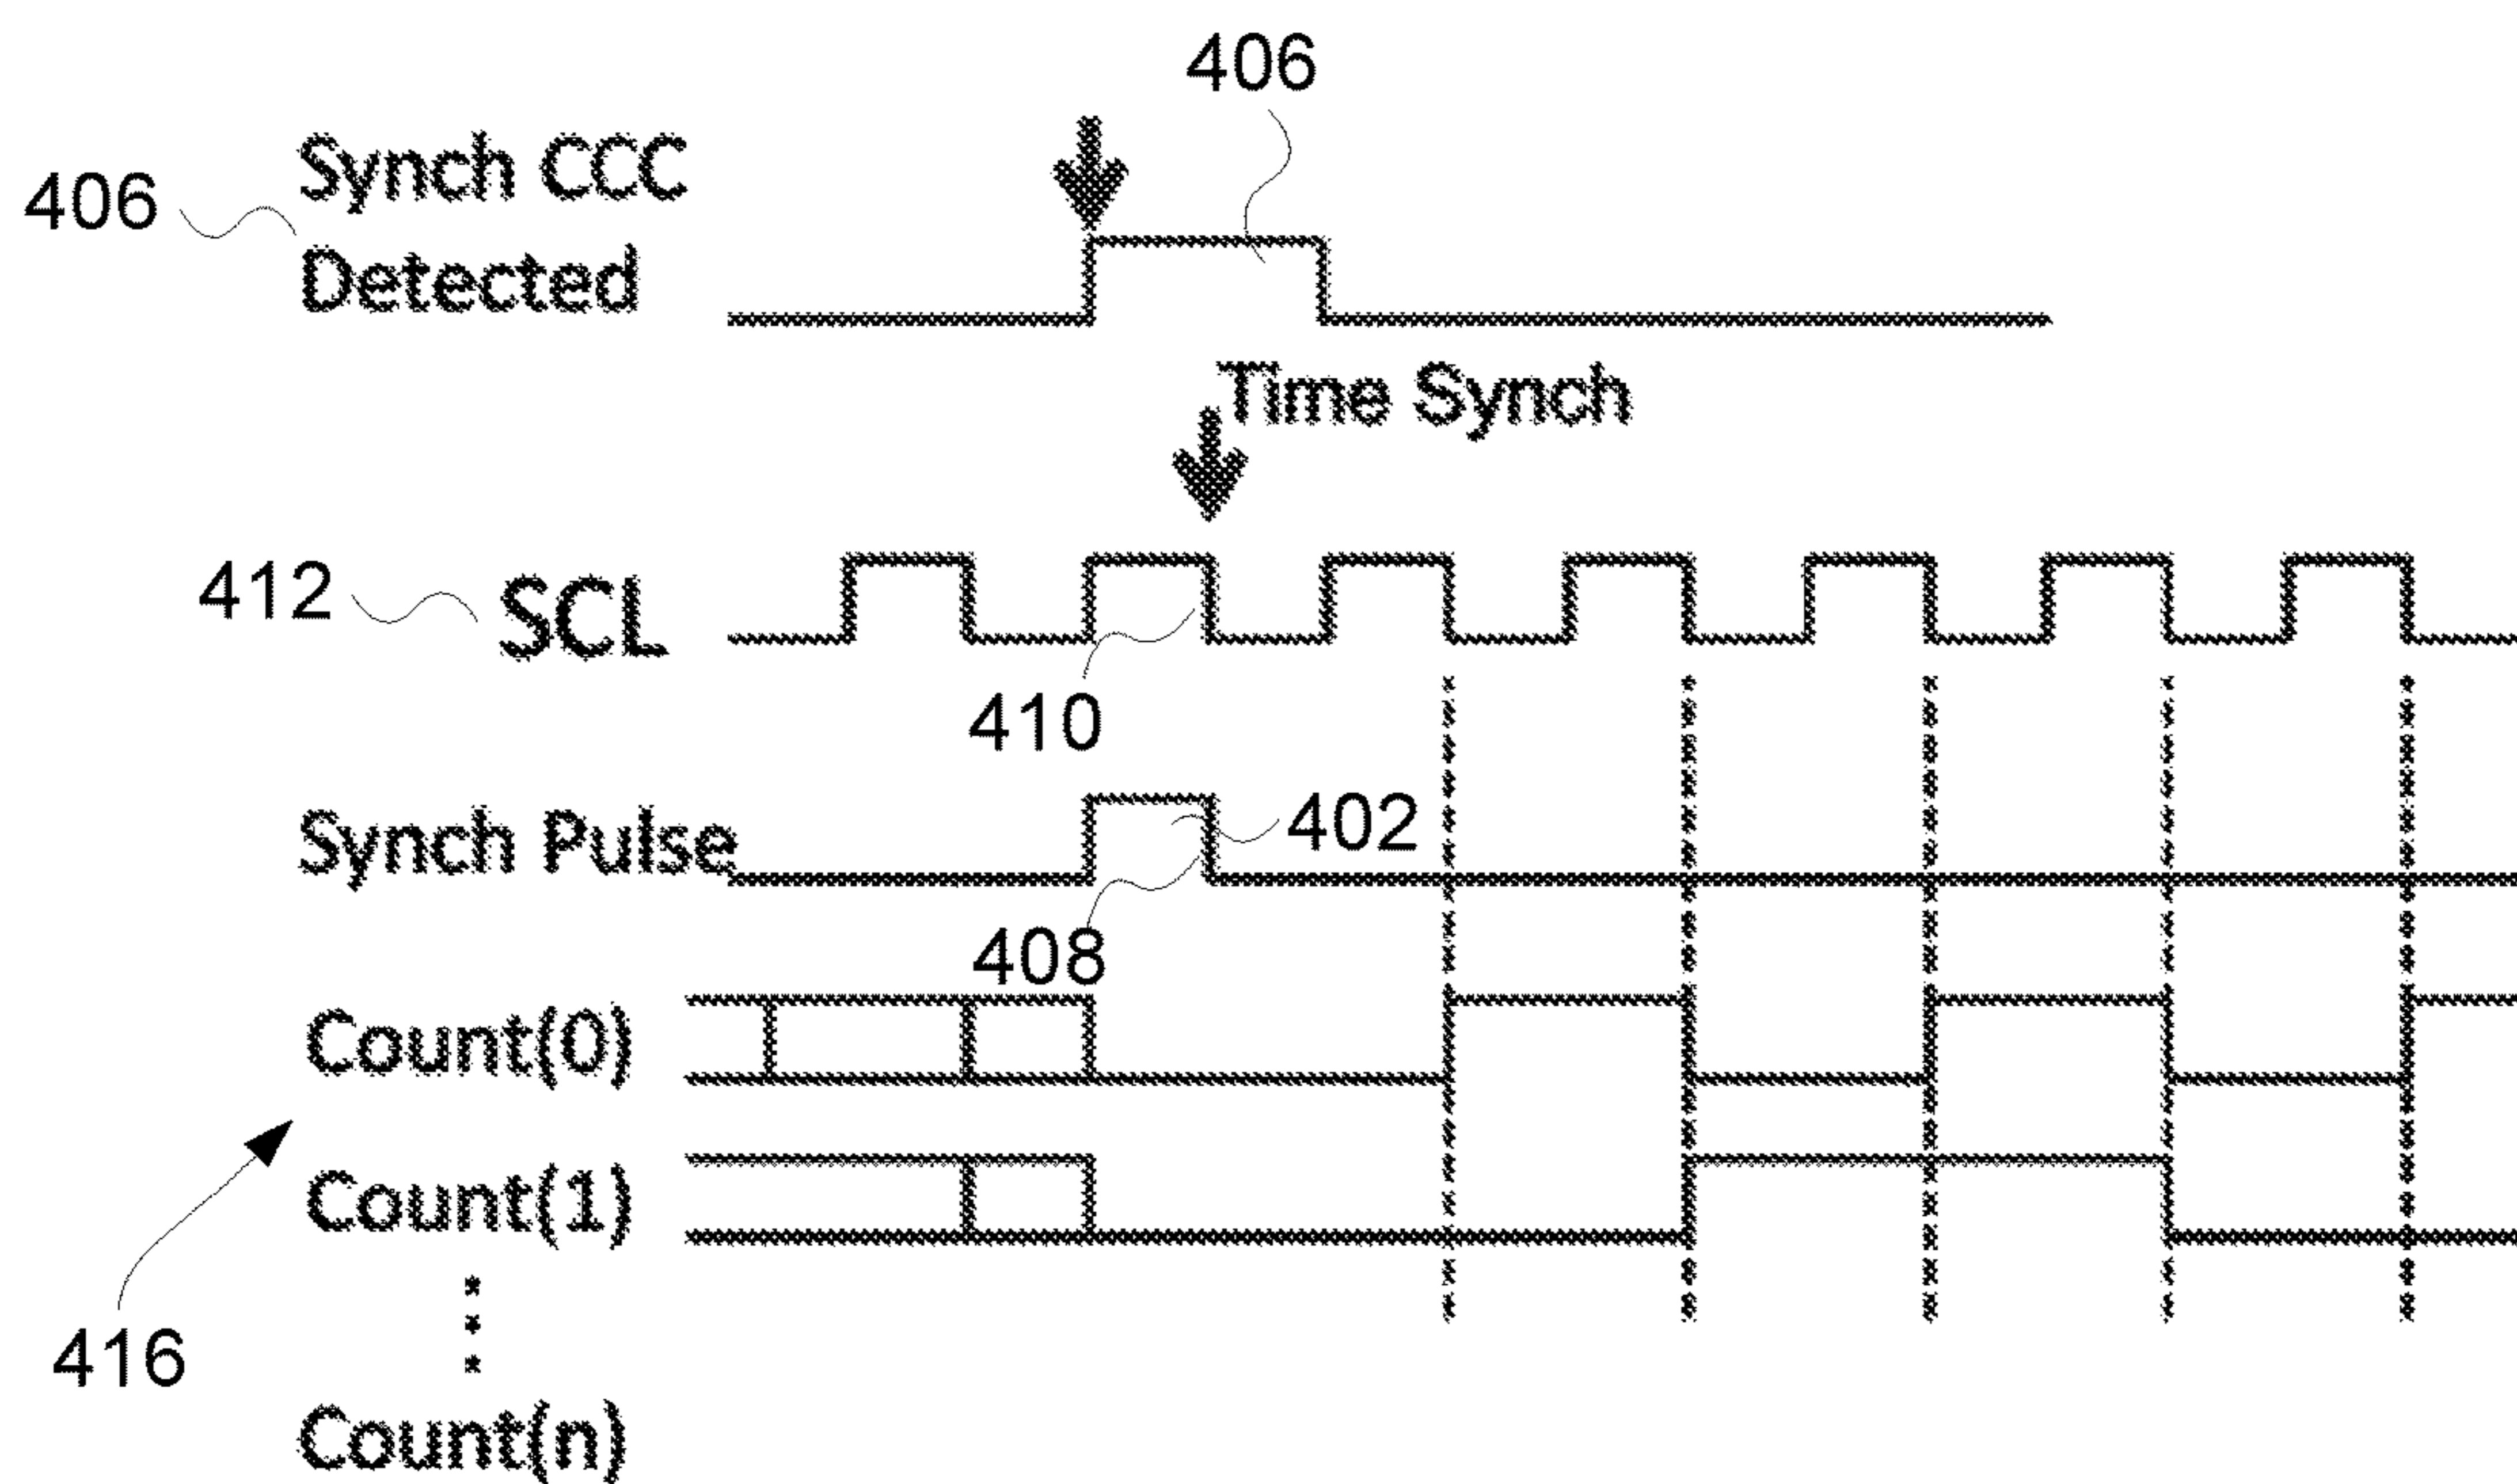 406
Synch CCC
406
Detected
Time Synch
412
SCL
410
Synch Pulse
402
408
Count(0)
Count(1)
416
Count(n)